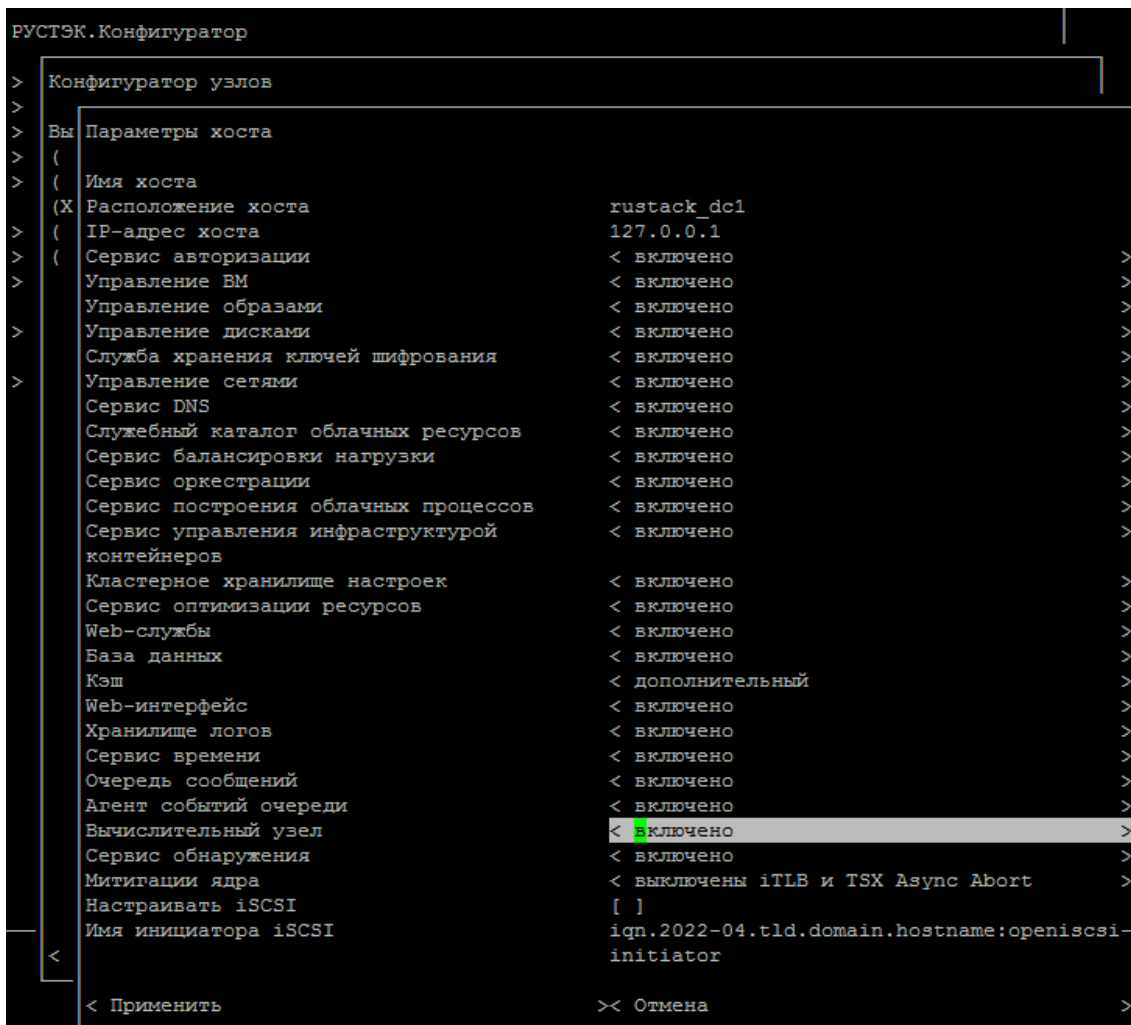 РУСТЭК.Конфигуратор
> Конфигуратор узлов
>
> Вы Параметры хоста
> (
> ( Имя хоста
(X Расположение хоста rustack_dc1
> ( IP-адрес хоста 127.0.0.1
> ( Сервис авторизации < включено >
> Управление ВМ < включено >
Управление образами < включено >
> Управление дисками < включено >
Служба хранения ключей шифрования < включено >
> Управление сетями < включено >
Сервис DNS < включено >
Служебный каталог облачных ресурсов < включено >
Сервис балансировки нагрузки < включено >
Сервис оркестрации < включено >
Сервис построения облачных процессов < включено >
Сервис управления инфраструктурой < включено >
контейнеров
Кластерное хранилище настроек < включено >
Сервис оптимизации ресурсов < включено >
Web-службы < включено >
База данных < включено >
Кэш < дополнительный >
Web-интерфейс < включено >
Хранилище логов < включено >
Сервис времени < включено >
Очередь сообщений < включено >
Агент событий очереди < включено >
Вычислительный узел < включено >
Сервис обнаружения < включено >
Митигации ядра < выключены iTLB и TSX Async Abort >
Настраивать iSCSI [ ]
Имя инициатора iSCSI iqn.2022-04.tld.domain.hostname:openiscsi-
< initiator
< Применить >< Отмена >